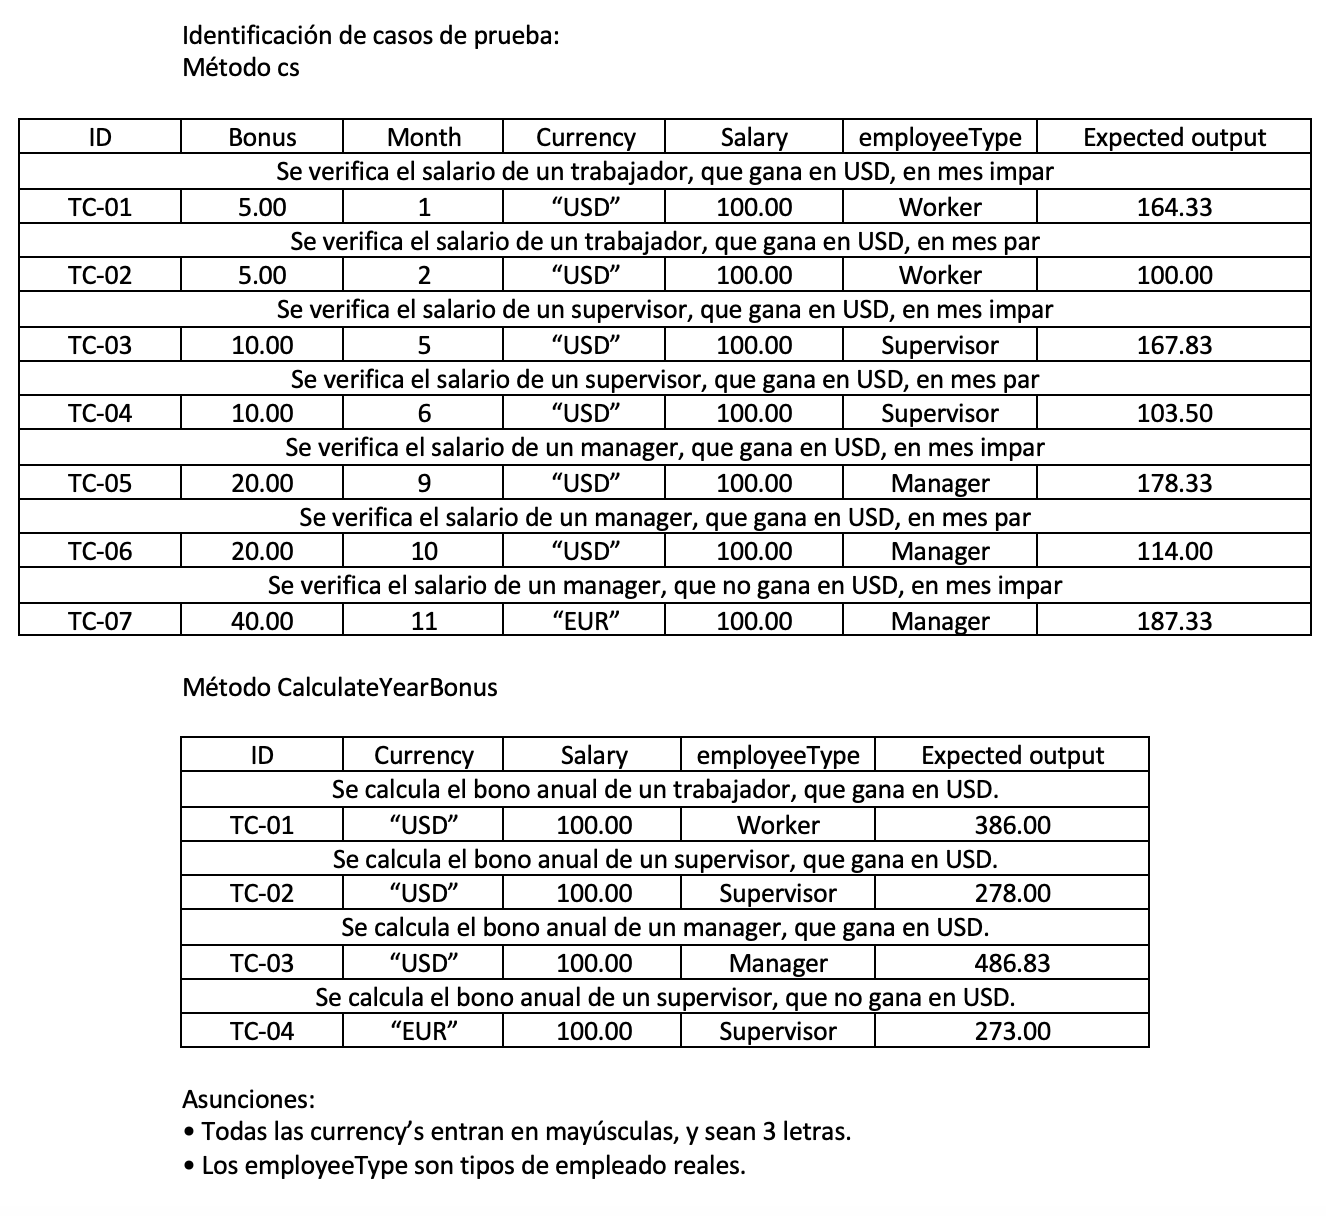 Identificación de casos de prueba:
Método cs
ID Bonus Month Currency Salary employeeType Expected output
Se verifica el salario de un trabajador, que gana en USD, en mes impar
TC-01 5.00 1 “USD” 100.00 Worker 164.33
Se verifica el salario de un trabajador, que gana en USD, en mes par
TC-02 5.00 2 “USD” 100.00 Worker 100.00
Se verifica el salario de un supervisor, que gana en USD, en mes impar
TC-03 10.00 5 “USD” 100.00 Supervisor 167.83
Se verifica el salario de un supervisor, que gana en USD, en mes par
TC-04 10.00 6 “USD” 100.00 Supervisor 103.50
Se verifica el salario de un manager, que gana en USD, en mes impar
TC-05 20.00 9 “USD” 100.00 Manager 178.33
Se verifica el salario de un manager, que gana en USD, en mes par
TC-06 20.00 10 “USD” 100.00 Manager 114.00
Se verifica el salario de un manager, que no gana en USD, en mes impar
TC-07 40.00 11 “EUR” 100.00 Manager 187.33
Método CalculateYearBonus
ID Currency Salary employeeType Expected output
Se calcula el bono anual de un trabajador, que gana en USD.
TC-01 “USD” 100.00 Worker 386.00
Se calcula el bono anual de un supervisor, que gana en USD.
TC-02 “USD” 100.00 Supervisor 278.00
Se calcula el bono anual de un manager, que gana en USD.
TC-03 “USD” 100.00 Manager 486.83
Se calcula el bono anual de un supervisor, que no gana en USD.
TC-04 “EUR” 100.00 Supervisor 273.00
Asunciones:
• Todas las currency’s entran en mayúsculas, y sean 3 letras.
• Los employeeType son tipos de empleado reales.